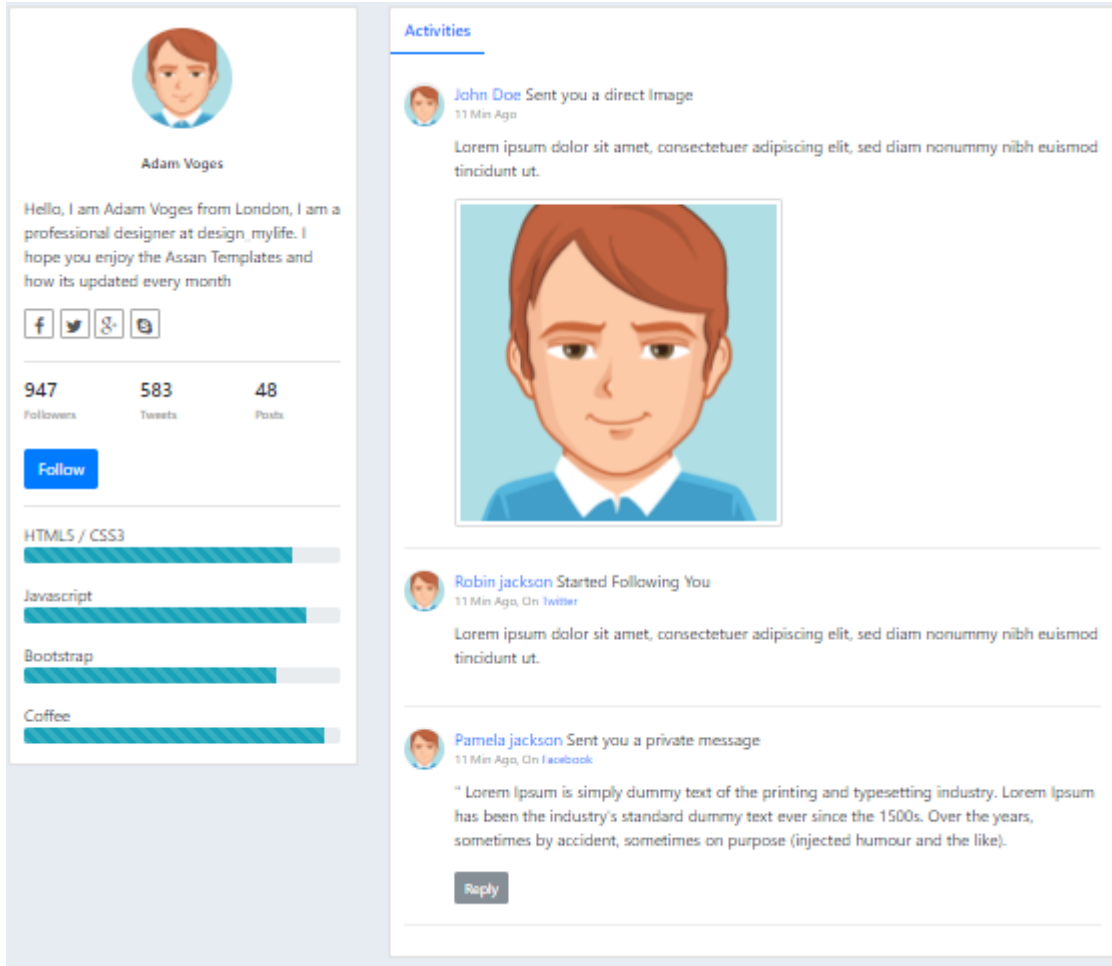 Adam Voges
Hello, I am Adam Voges from London, I am a
professional designer at design_mylife. I
hope you enjoy the Assan Templates and
how its updated every month
947
583
48
Followers
Tweets
Posts
Follow
HTML5 / CSS3
Javascript
Bootstrap
Coffee
Activities
John Doe Sent you a direct Image
11 Min Ago
Lorem ipsum dolor sit amet, consectetuer adipiscing elit, sed diam nonummy nibh euismod
tincidunt ut.
Robin jackson Started Following You
11 Min Ago, On Twitter
Lorem ipsum dolor sit amet, consectetuer adipiscing elit, sed diam nonummy nibh euismod
tincidunt ut.
Pamela jackson Sent you a private message
11 Min Ago, On Facebook
" Lorem Ipsum is simply dummy text of the printing and typesetting industry. Lorem Ipsum
has been the industry's standard dummy text ever since the 1500s. Over the years,
sometimes by accident, sometimes on purpose (injected humour and the like).
Reply